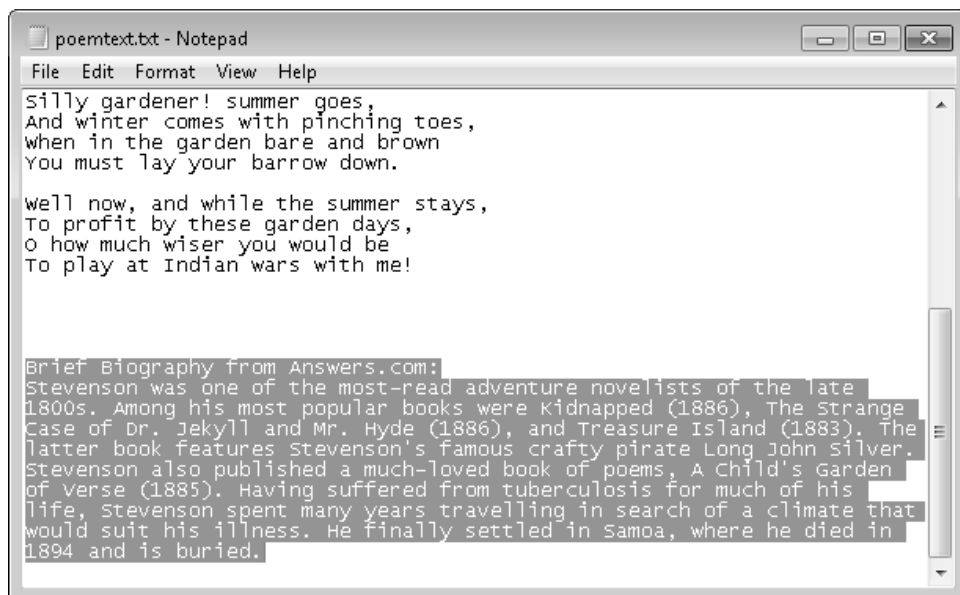 poemtext.txt - Notepad
File Edit Format View Help
Silly gardener! summer goes,
And winter comes with pinching toes,
When in the garden bare and brown
You must lay your barrow down.
Well now, and while the summer stays,
To profit by these garden days,
O how much wiser you would be
To play at Indian wars with me!
Brief Biography from Answers.com:
Stevenson was one of the most-read adventure novelists of the late
1800s. Among his most popular books were Kidnapped (1886), The Strange
Case of Dr. Jekyll and Mr. Hyde (1886), and Treasure Island (1883). The
latter book features Stevenson's famous crafty pirate Long John Silver.
Stevenson also published a much-loved book of poems, A Child's Garden
of Verse (1885). Having suffered from tuberculosis for much of his
life, Stevenson spent many years travelling in search of a climate that
would suit his illness. He finally settled in Samoa, where he died in
1894 and is buried.